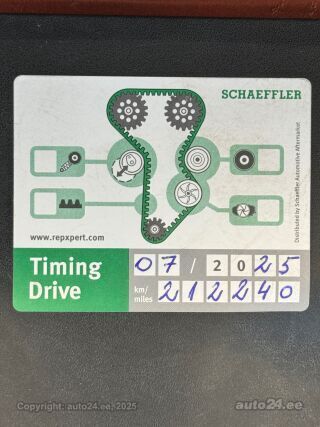 SCHAEFFLER
Distributed by Schaeffler Automotive Aftermarket
www.repxpert.com
Timing Drive
07/2025
km/miles 212240
Copyright: auto24.ee, 2025
auto24.ee